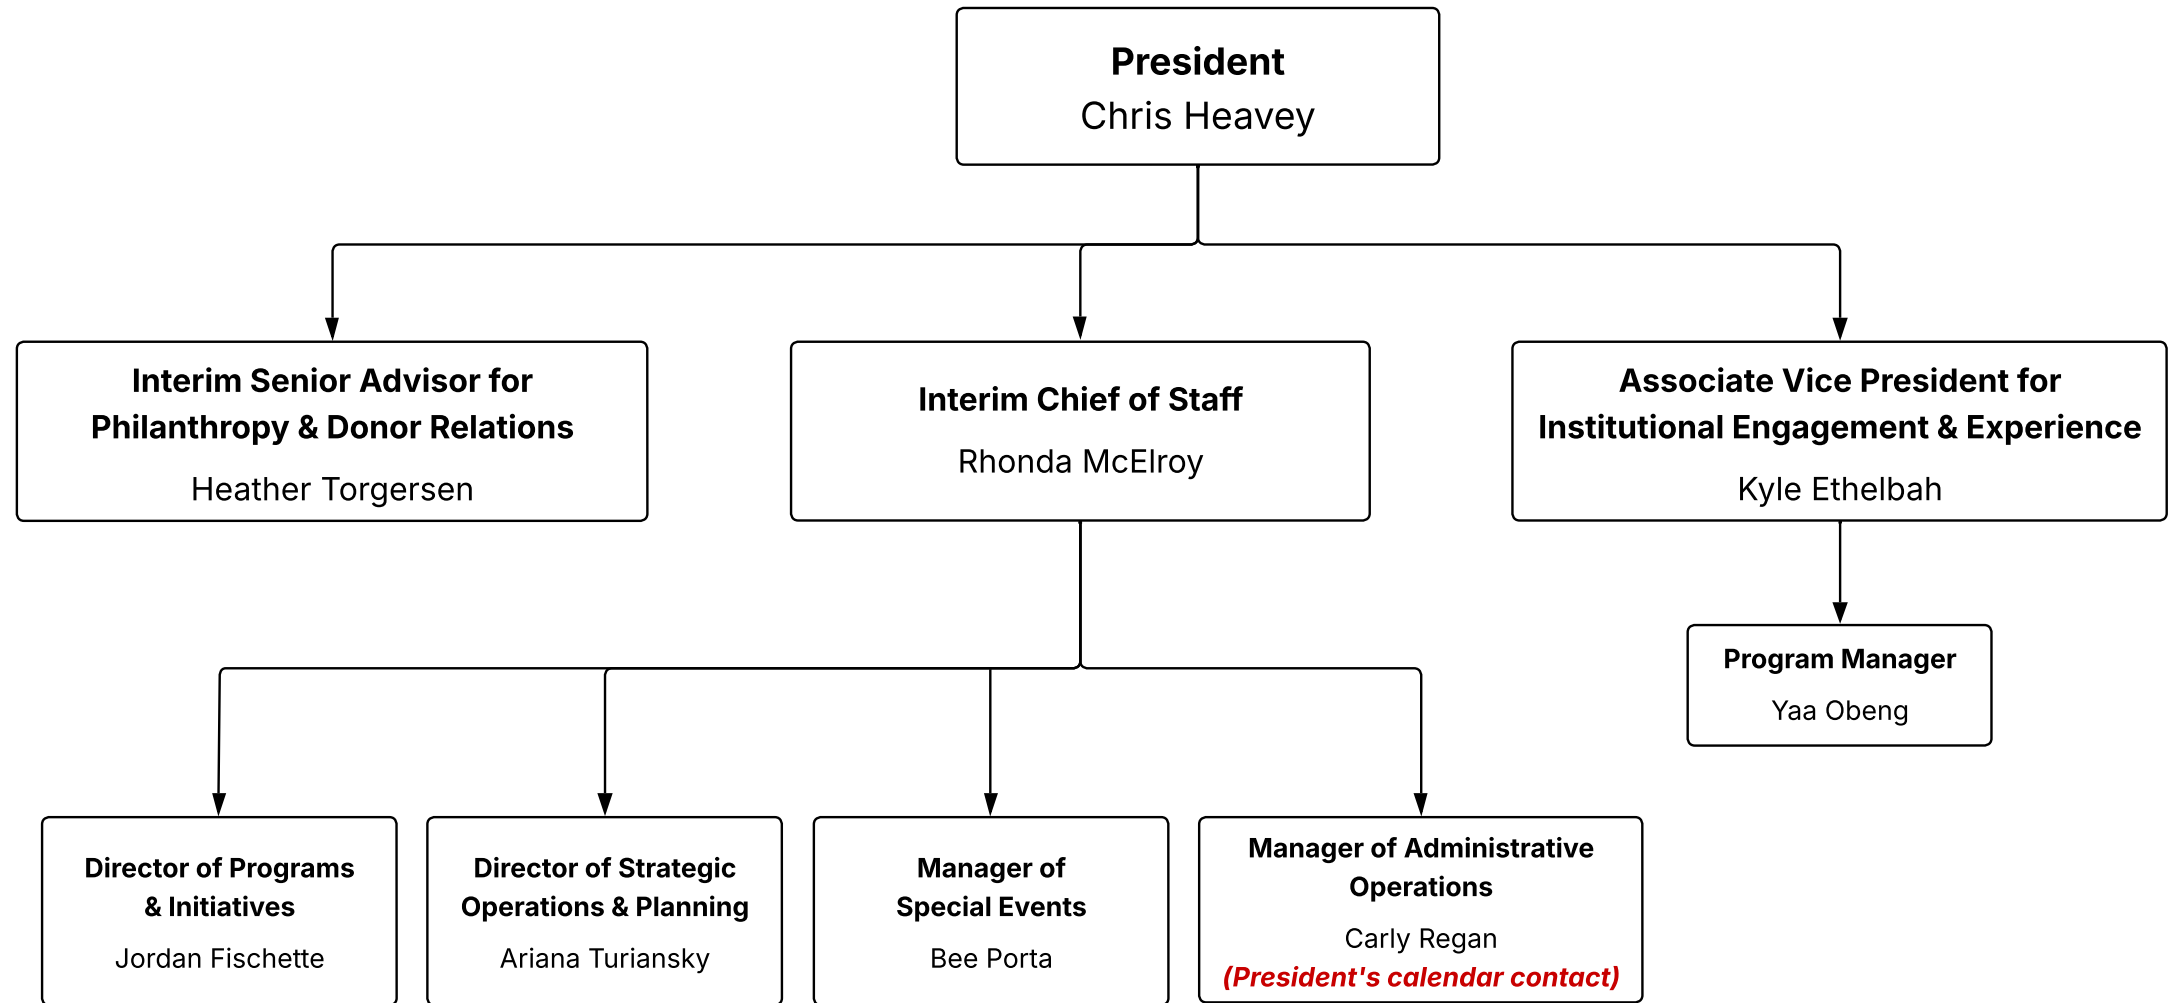 President
Chris Heavey
Interim Senior Advisor for
Philanthropy & Donor Relations
Heather Torgersen
Interim Chief of Staff
Rhonda McElroy
Associate Vice President for
Institutional Engagement & Experience
Kyle Ethelbah
Program Manager
Yaa Obeng
Director of Programs
& Initiatives
Jordan Fischette
Director of Strategic
Operations & Planning
Ariana Turiansky
Manager of
Special Events
Bee Porta
Manager of Administrative
Operations
Carly Regan
(President's calendar contact)